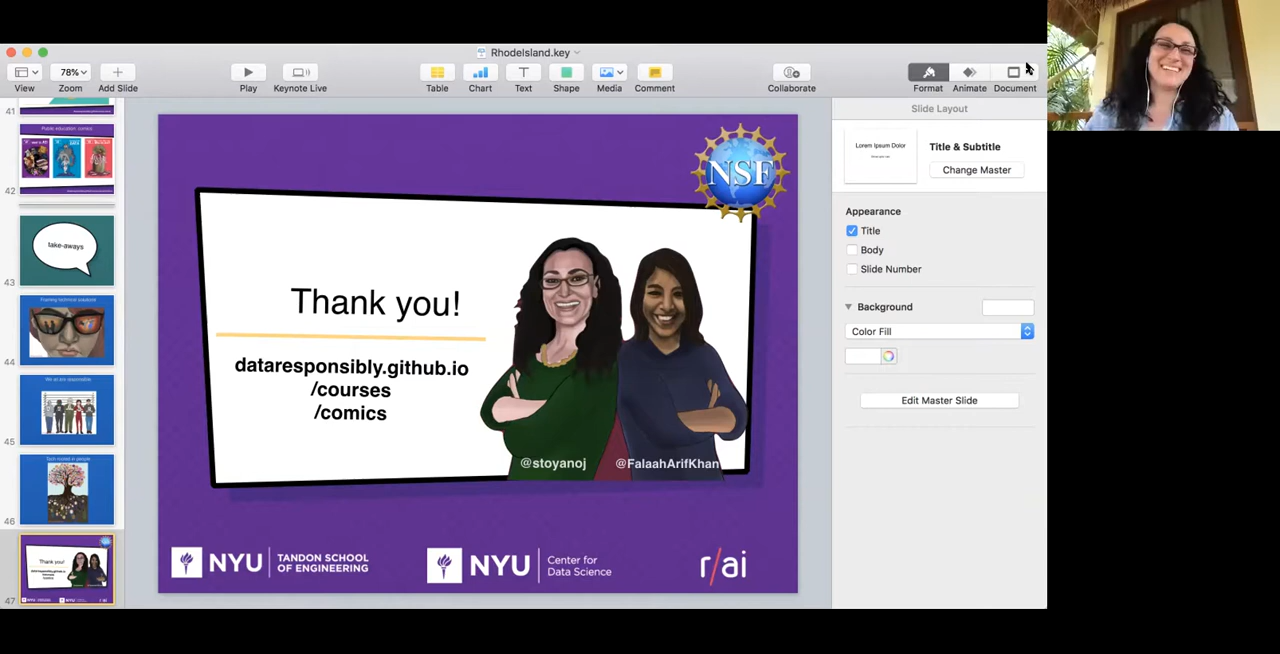 RhodeIsland.key
78%
View
Zoom
Add Slide
Play
Keynote Live
Table
Chart
Text
Shape
Media
Comment
Collaborate
Format
Animate
Document
41
Public education: comics
42
take-aways
43
44
We all are responsible
45
Tech rooted in people
46
Thank you!
47
NSF
Thank you!
dataresponsibly.github.io
/courses
/comics
@stoyanoj
@FalaahArifKhan
NYU
TANDON SCHOOL
OF ENGINEERING
NYU
Center for
Data Science
r/ai
Slide Layout
Lorem Ipsum Dolor
Title & Subtitle
Change Master
Appearance
Title
Body
Slide Number
Background
Color Fill
Edit Master Slide